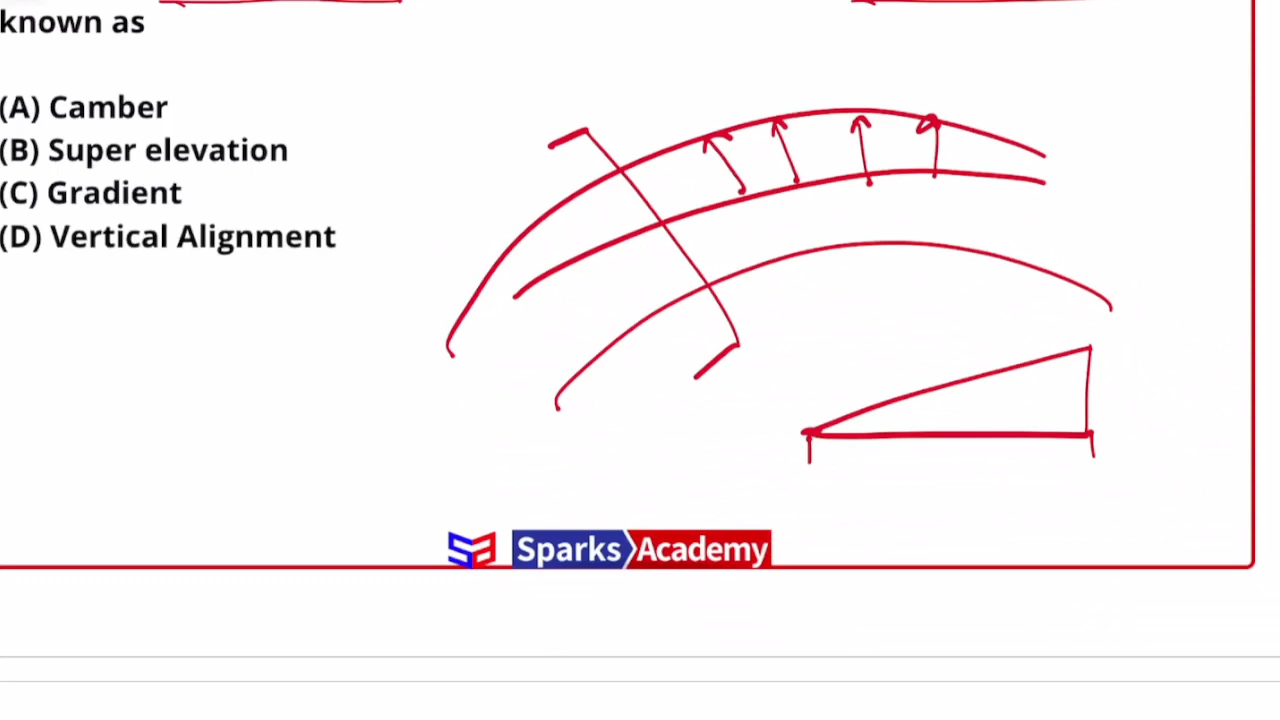 known as
(A) Camber
(B) Super elevation
(C) Gradient
(D) Vertical Alignment
Sparks Academy